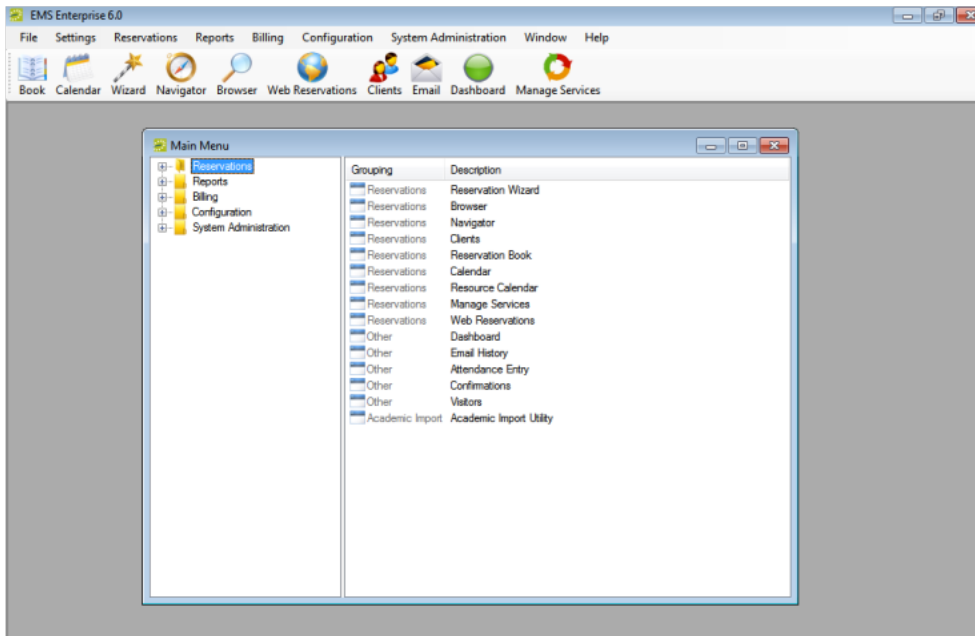 EMS Enterprise 6.0
File Settings Reservations Reports Billing Configuration System Administration Window Help
Book Calendar Wizard Navigator Browser Web Reservations Clients Email Dashboard Manage Services
Main Menu
Reservations
Reports
Billing
Configuration
System Administration
Grouping Description
Reservations Reservation Wizard
Reservations Browser
Reservations Navigator
Reservations Clients
Reservations Reservation Book
Reservations Calendar
Reservations Resource Calendar
Reservations Manage Services
Reservations Web Reservations
Other Dashboard
Other Email History
Other Attendance Entry
Other Confirmations
Other Visitors
Academic Import Academic Import Utility